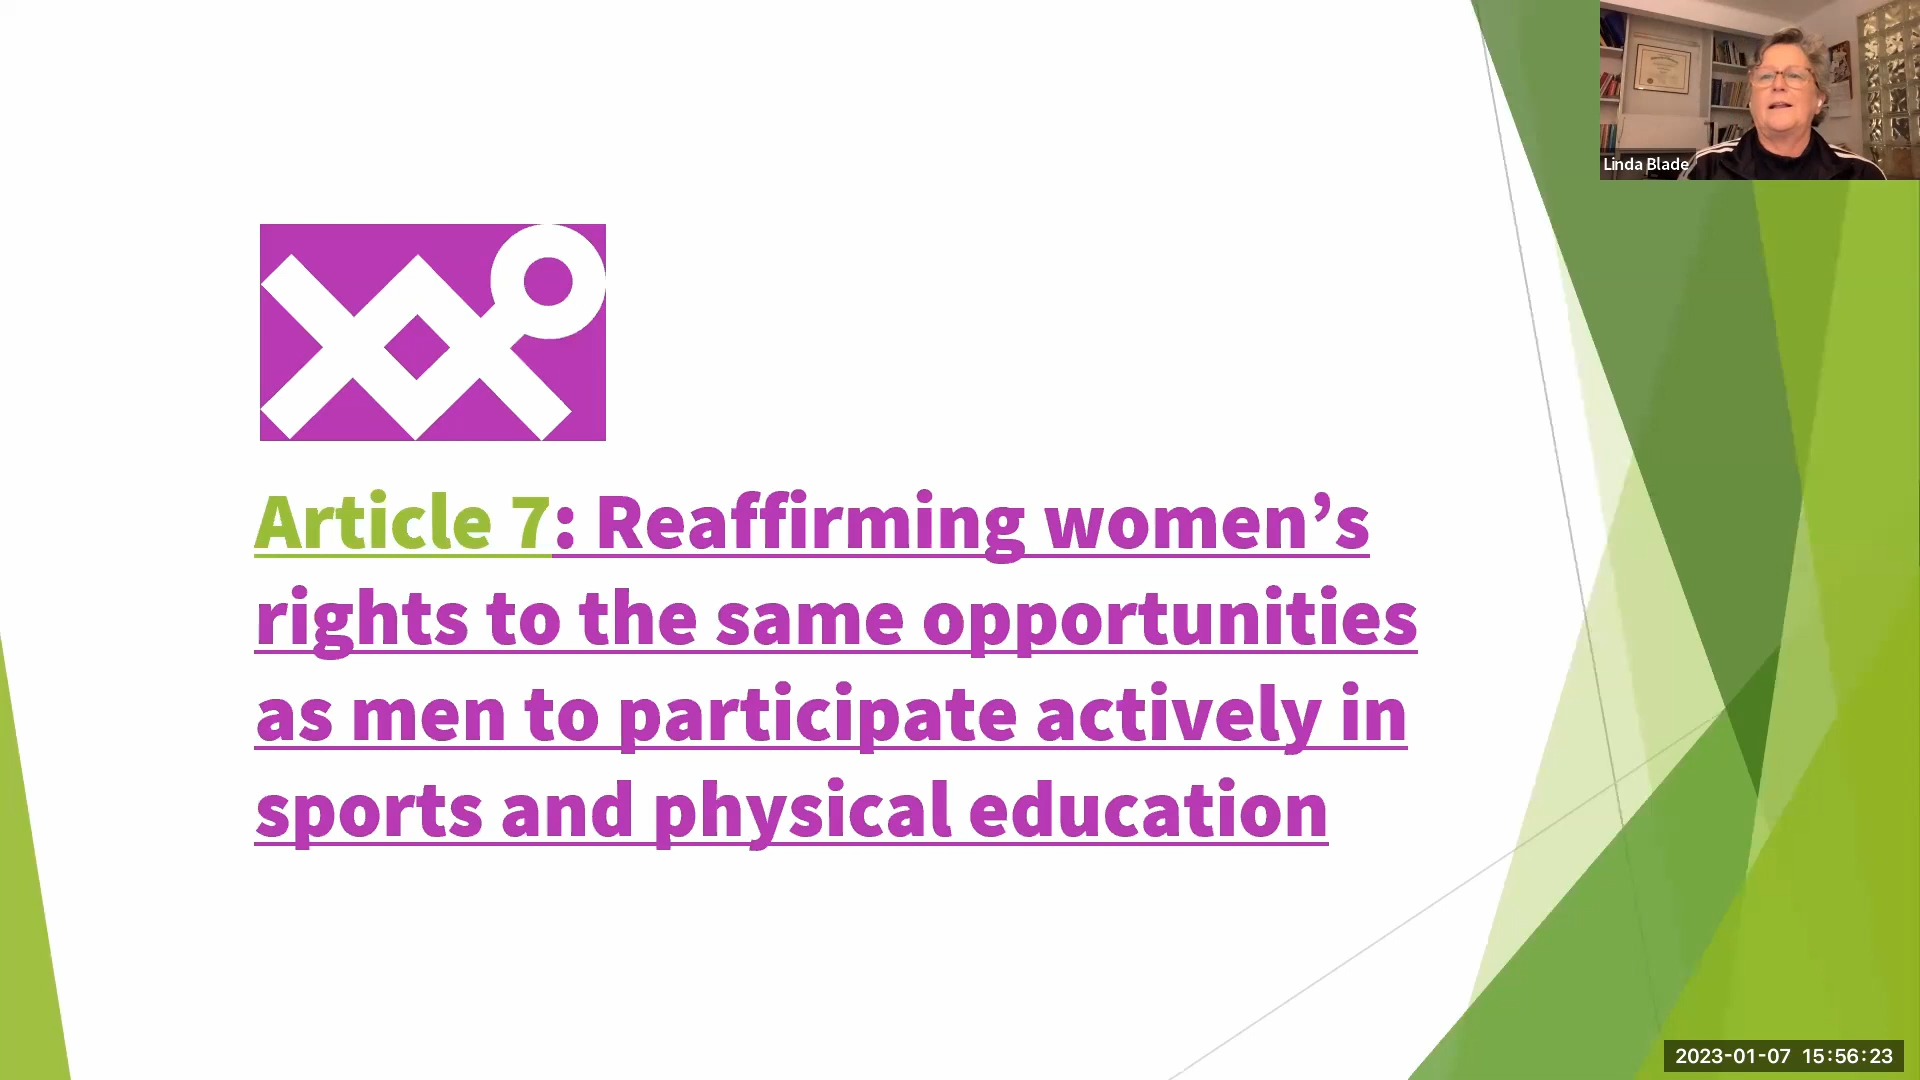 Linda Blade
Article 7: Reaffirming women’s
rights to the same opportunities
as men to participate actively in
sports and physical education
2023-01-07 15:56:23